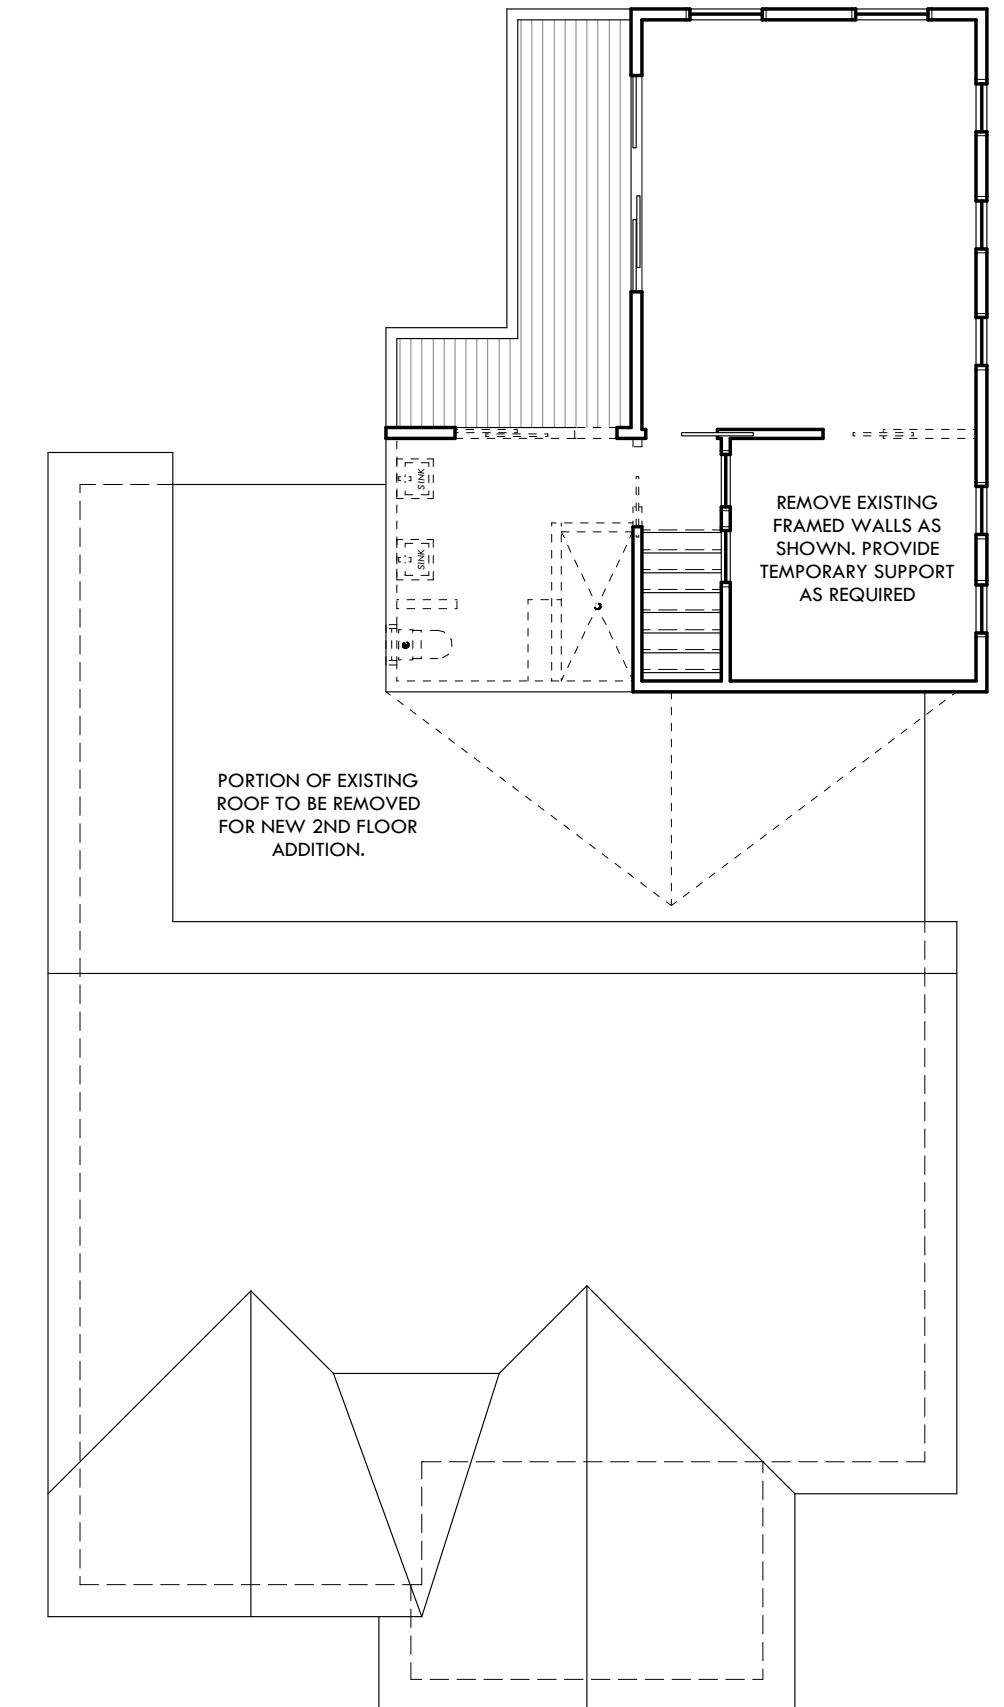 SINK
SINK
REMOVE EXISTING
FRAMED WALLS AS
SHOWN. PROVIDE
TEMPORARY SUPPORT
AS REQUIRED
PORTION OF EXISTING
ROOF TO BE REMOVED
FOR NEW 2ND FLOOR
ADDITION.